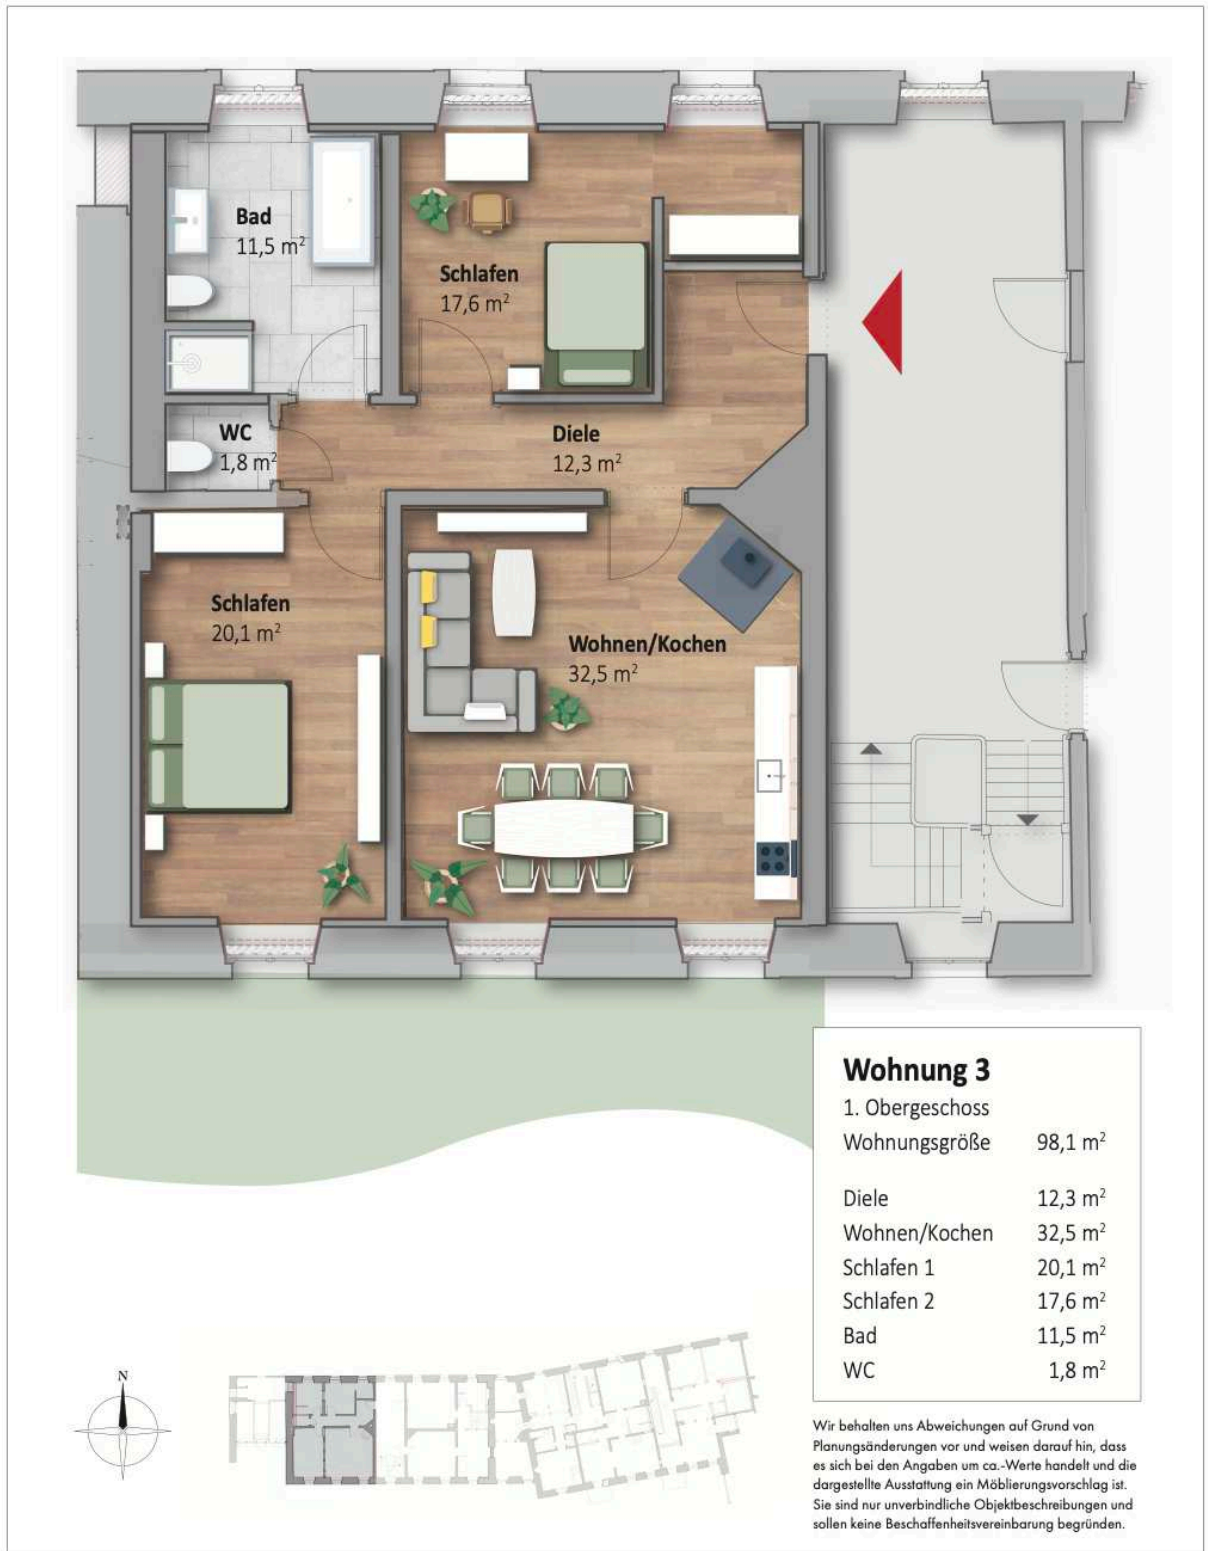 Bad
11,5 m²
Schlafen
17,6 m²
WC
1,8 m²
Diele
12,3 m²
Schlafen
20,1 m²
Wohnen/Kochen
32,5 m²
Wohnung 3
1. Obergeschoss
Wohnungsgröße 98,1 m²
Diele 12,3 m²
Wohnen/Kochen 32,5 m²
Schlafen 1 20,1 m²
Schlafen 2 17,6 m²
Bad 11,5 m²
WC 1,8 m²
N
Wir behalten uns Abweichungen auf Grund von
Planungsänderungen vor und weisen darauf hin, dass
es sich bei den Angaben um ca.-Werte handelt und die
dargestellte Ausstattung ein Möblierungsvorschlag ist.
Sie sind nur unverbindliche Objektbeschreibungen und
sollen keine Beschaffenheitsvereinbarung begründen.